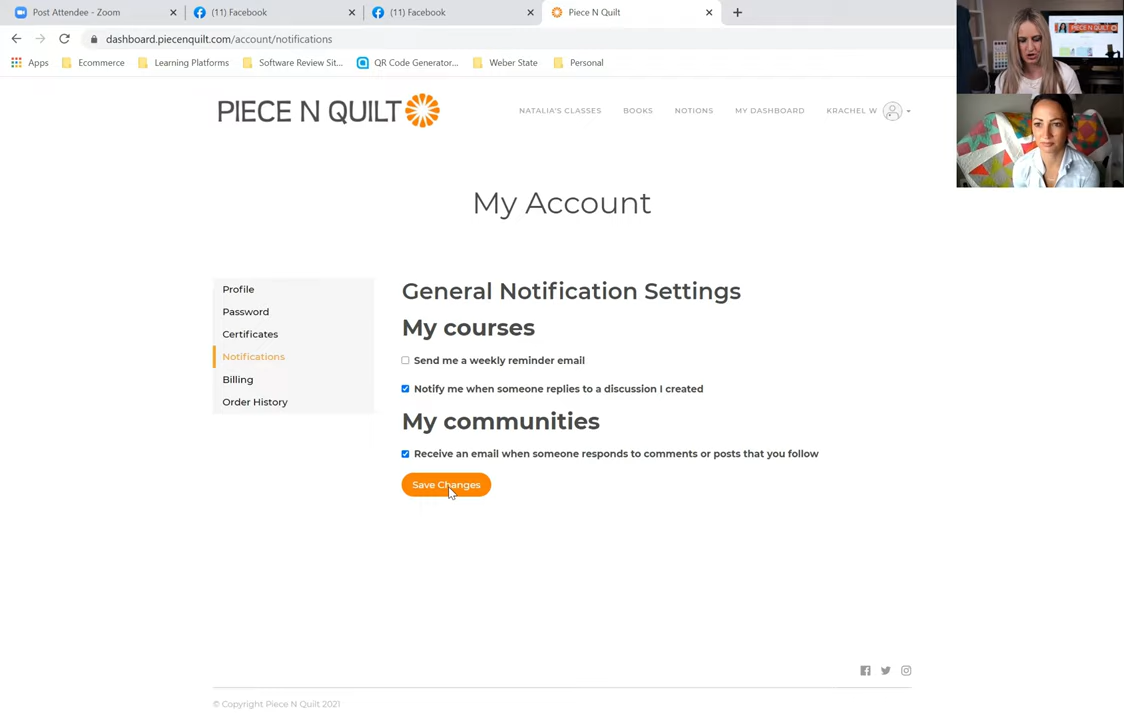 Post Attendee - Zoom
(11) Facebook
(11) Facebook
Piece N Quilt
dashboard.piecenquilt.com/account/notifications
Apps
Ecommerce
Learning Platforms
Software Review Sit...
QR Code Generator...
Weber State
Personal
PIECE N QUILT
NATALIA'S CLASSES
BOOKS
NOTIONS
MY DASHBOARD
KRACHEL W
My Account
Profile
Password
Certificates
Notifications
Billing
Order History
General Notification Settings
My courses
Send me a weekly reminder email
Notify me when someone replies to a discussion I created
My communities
Receive an email when someone responds to comments or posts that you follow
Save Changes
© Copyright Piece N Quilt 2021